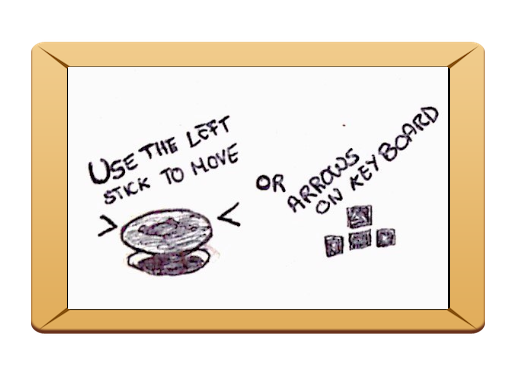 USE THE LEFT
STICK TO MOVE
OR
ARROWS
ON KEYBOARD